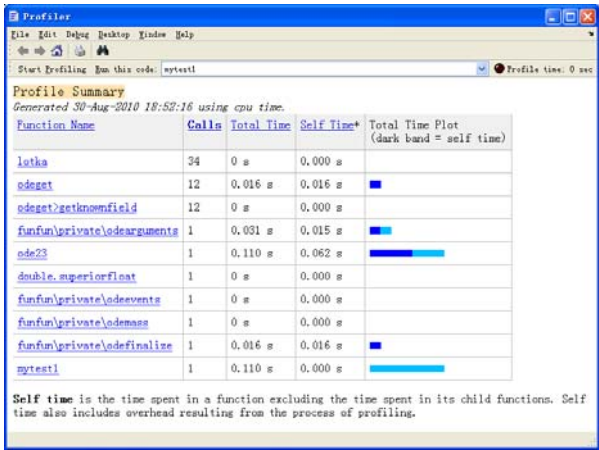 Profiler
File Edit Debug Desktop Window Help
Start Profiling Run this code: mytest1 Profile time: 0 sec
Profile Summary
Generated 30-Aug-2010 18:52:16 using cpu time.
Function Name Calls Total Time Self Time* Total Time Plot
(dark band = self time)
lotka 34 0 s 0.000 s
odeget 12 0.016 s 0.016 s
odeget>getknownfield 12 0 s 0.000 s
funfun\private\odearguments 1 0.031 s 0.015 s
ode23 1 0.110 s 0.062 s
double.superiorfloat 1 0 s 0.000 s
funfun\private\odeevents 1 0 s 0.000 s
funfun\private\odemass 1 0 s 0.000 s
funfun\private\odefinalize 1 0.016 s 0.016 s
mytest1 1 0.110 s 0.000 s
Self time is the time spent in a function excluding the time spent in its child functions. Self
time also includes overhead resulting from the process of profiling.